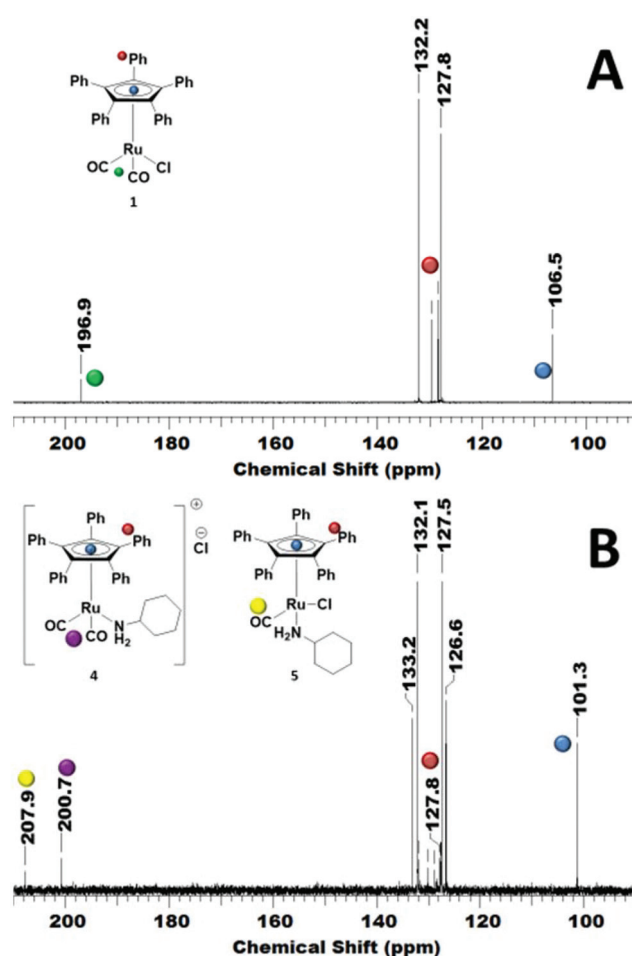 A
132.2
127.8
Ph
Ph
Ph
Ph
Ph
Ru
OC
CO
Cl
1
196.9
106.5
200
180
160
140
120
100
Chemical Shift (ppm)
B
⊕
⊖
Cl
Ph
Ph
Ph
Ph
Ph
Ru
OC
CO
N
H2
4
Ph
Ph
Ph
Ph
Ph
Ru
Cl
OC
H2N
5
207.9
200.7
133.2
132.1
127.8
127.5
126.6
101.3
200
180
160
140
120
100
Chemical Shift (ppm)